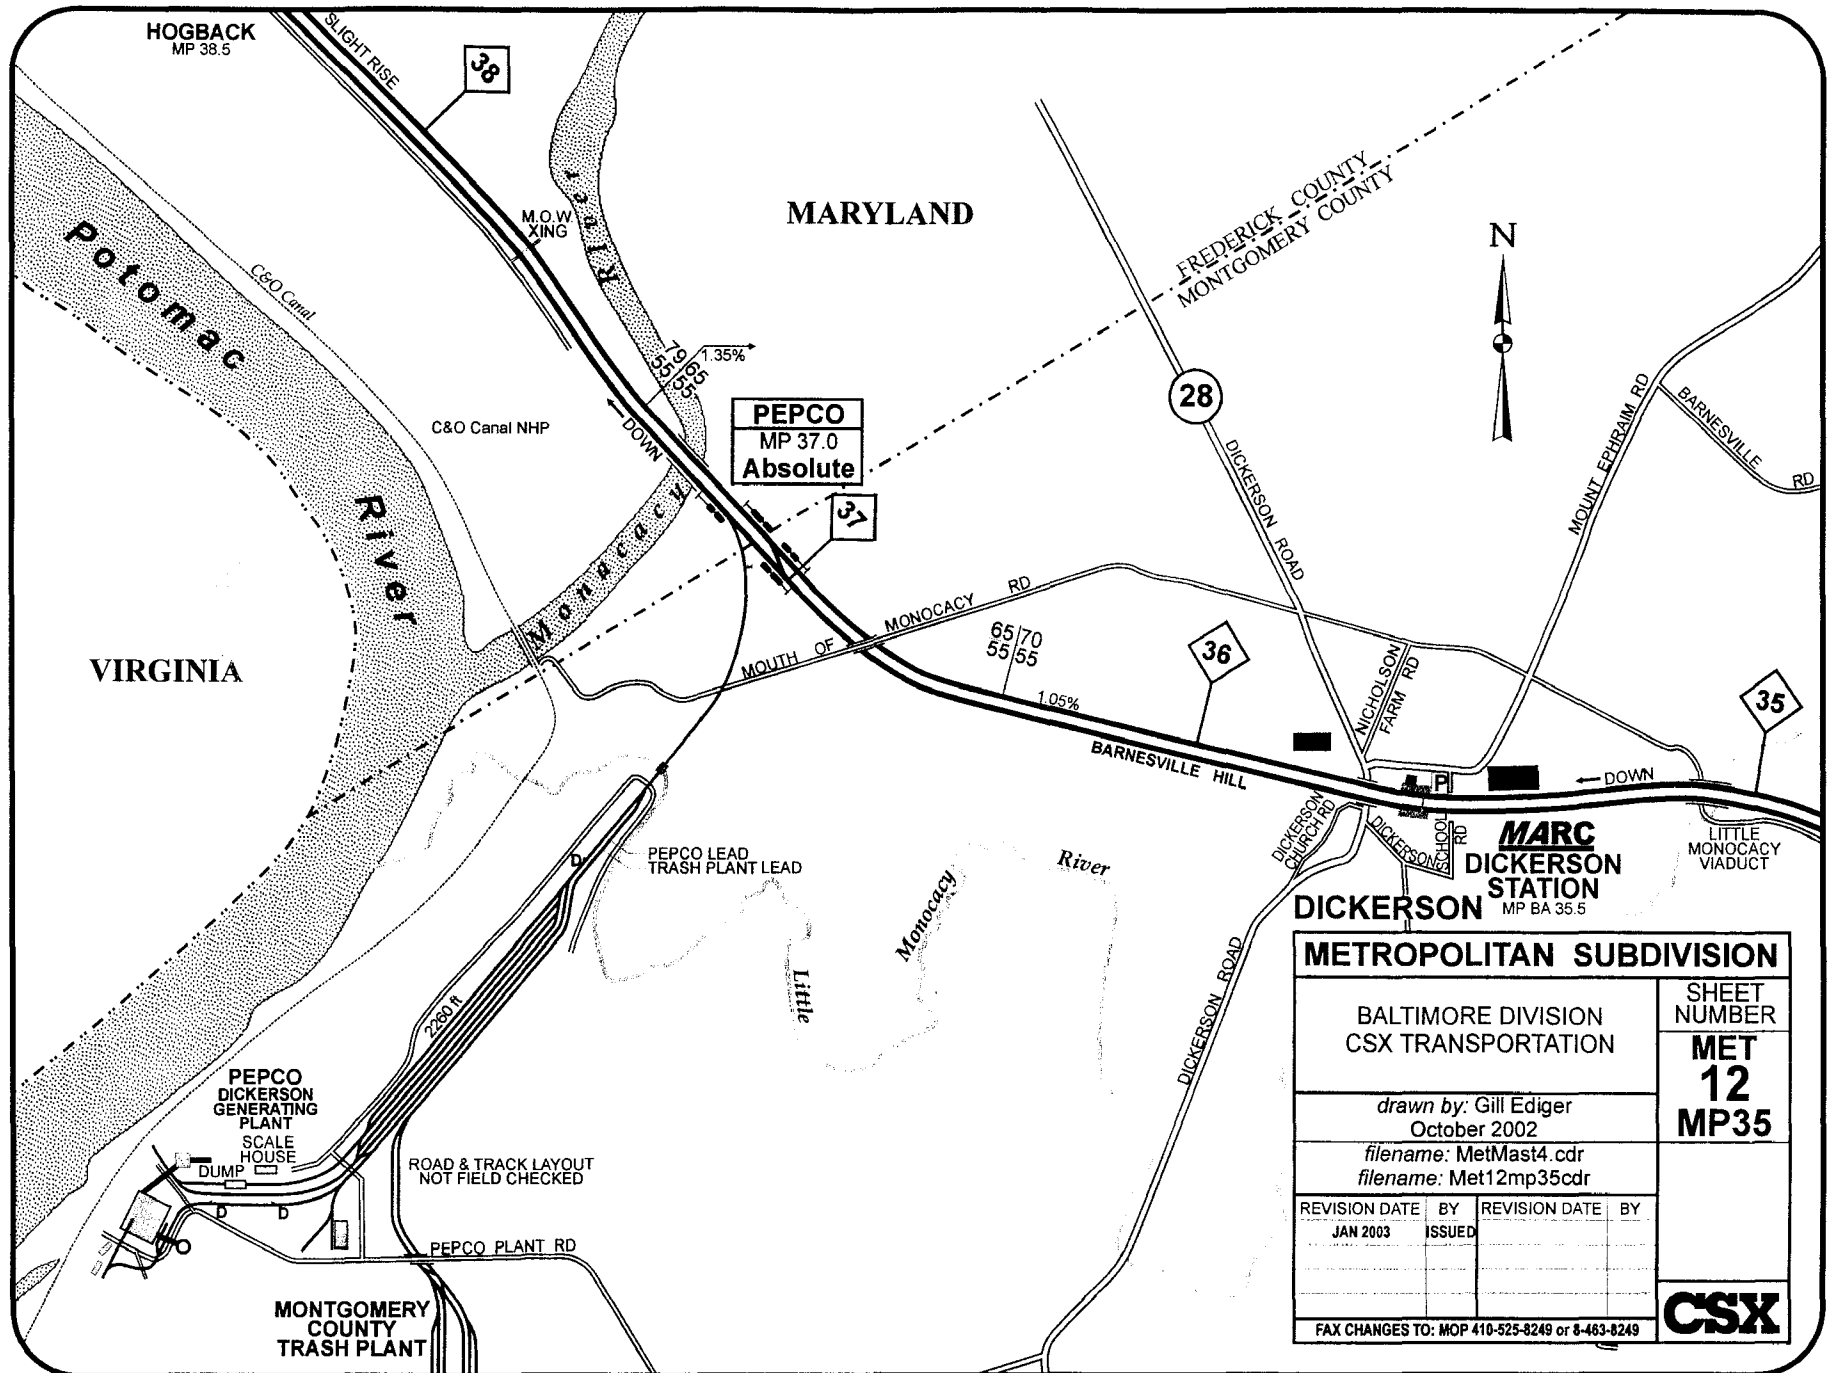 HOGBACK
MP 38.5
SLIGHT RISE
38
M.O.W.
XING
River
MARYLAND
FREDERICK COUNTY
MONTGOMERY COUNTY
N
Potomac
River
C&O Canal
C&O Canal NHP
79 65
55 55
1.35%
DOWN
PEPCO
MP 37.0
Absolute
37
28
DICKERSON ROAD
MOUNT EPHRAIM RD
BARNESVILLE RD
Monocacy
VIRGINIA
MOUTH OF MONOCACY RD
65 70
55 55
1.05%
36
NICHOLSON
FARM RD
35
BARNESVILLE HILL
P
DOWN
DICKERSON
CHURCH RD
DICKERSON
SCHOOL
RD
MARC
DICKERSON
STATION
MP BA 35.5
LITTLE
MONOCACY
VIADUCT
DICKERSON
D
PEPCO LEAD
TRASH PLANT LEAD
Little
Monocacy
River
DICKERSON ROAD
2260 ft
PEPCO
DICKERSON
GENERATING
PLANT
SCALE
HOUSE
DUMP
D
D
ROAD & TRACK LAYOUT
NOT FIELD CHECKED
PEPCO PLANT RD
MONTGOMERY
COUNTY
TRASH PLANT
METROPOLITAN SUBDIVISION
BALTIMORE DIVISION
CSX TRANSPORTATION
SHEET
NUMBER
MET
12
MP35
drawn by: Gill Ediger
October 2002
filename: MetMast4.cdr
filename: Met12mp35cdr
REVISION DATE BY REVISION DATE BY
JAN 2003 ISSUED
FAX CHANGES TO: MOP 410-525-8249 or 8-463-8249
CSX